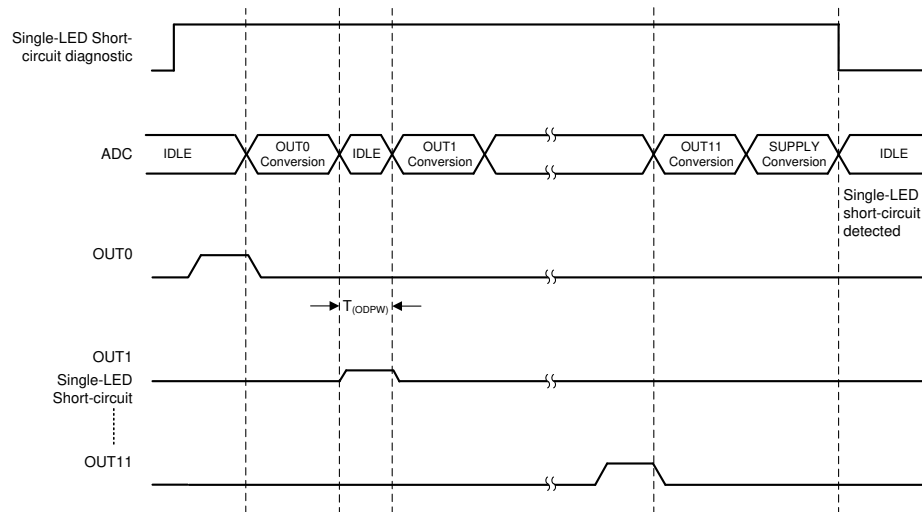 Single-LED Short-
circuit diagnostic
ADC
IDLE
OUT0
Conversion
IDLE
OUT1
Conversion
OUT11
Conversion
SUPPLY
Conversion
IDLE
Single-LED
short-circuit
detected
OUT0
T(ODPW)
OUT1
Single-LED
Short-circuit
OUT11